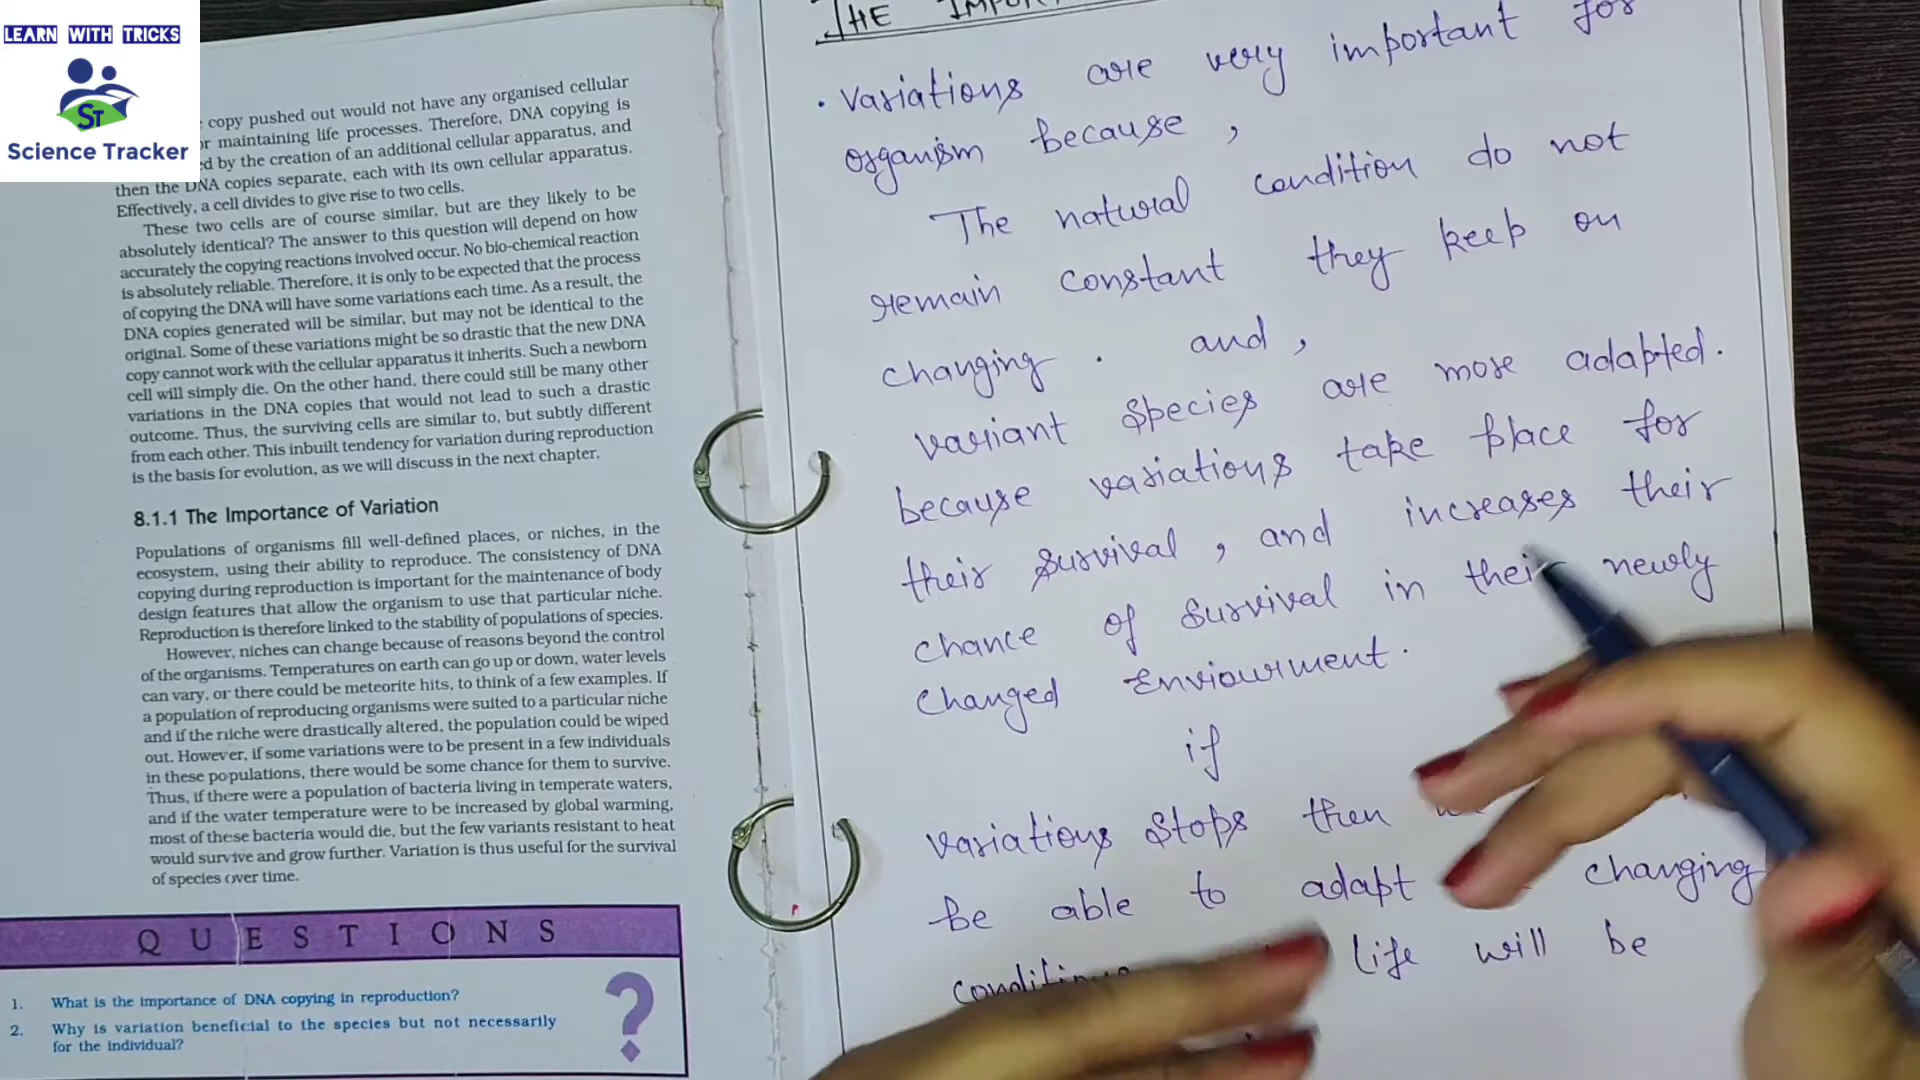 LEARN WITH TRICKS
ST
Science Tracker
copy pushed out would not have any organised cellular
maintaining life processes. Therefore, DNA copying is
by the creation of an additional cellular apparatus, and
then the DNA copies separate, each with its own cellular apparatus.
Effectively, a cell divides to give rise to two cells.
These two cells are of course similar, but are they likely to be
absolutely identical? The answer to this question will depend on how
accurately the copying reactions involved occur. No bio-chemical reaction
is absolutely reliable. Therefore, it is only to be expected that the process
of copying the DNA will have some variations each time. As a result, the
DNA copies generated will be similar, but may not be identical to the
original. Some of these variations might be so drastic that the new DNA
copy cannot work with the cellular apparatus it inherits. Such a newborn
cell will simply die. On the other hand, there could still be many other
variations in the DNA copies that would not lead to such a drastic
outcome. Thus, the surviving cells are similar to, but subtly different
from each other. This inbuilt tendency for variation during reproduction
is the basis for evolution, as we will discuss in the next chapter.
8.1.1 The Importance of Variation
Populations of organisms fill well-defined places, or niches, in the
ecosystem, using their ability to reproduce. The consistency of DNA
copying during reproduction is important for the maintenance of body
design features that allow the organism to use that particular niche.
Reproduction is therefore linked to the stability of populations of species.
However, niches can change because of reasons beyond the control
of the organisms. Temperatures on earth can go up or down, water levels
can vary, or there could be meteorite hits, to think of a few examples. If
a population of reproducing organisms were suited to a particular niche
and if the niche were drastically altered, the population could be wiped
out. However, if some variations were to be present in a few individuals
in these populations, there would be some chance for them to survive.
Thus, if there were a population of bacteria living in temperate waters,
and if the water temperature were to be increased by global warming,
most of these bacteria would die, but the few variants resistant to heat
would survive and grow further. Variation is thus useful for the survival
of species over time.
QUESTIONS
1. What is the importance of DNA copying in reproduction?
2. Why is variation beneficial to the species but not necessarily
for the individual?
?
THE
. Variations are very important for
organism because ,
The natural condition do not
remain constant they keep on
changing . and ,
variant species are more adapted.
because variations take place for
their survival , and increases their
chance of survival in their newly
changed Enviourment.
if
variations stops then
be able to adapt changing
life will be